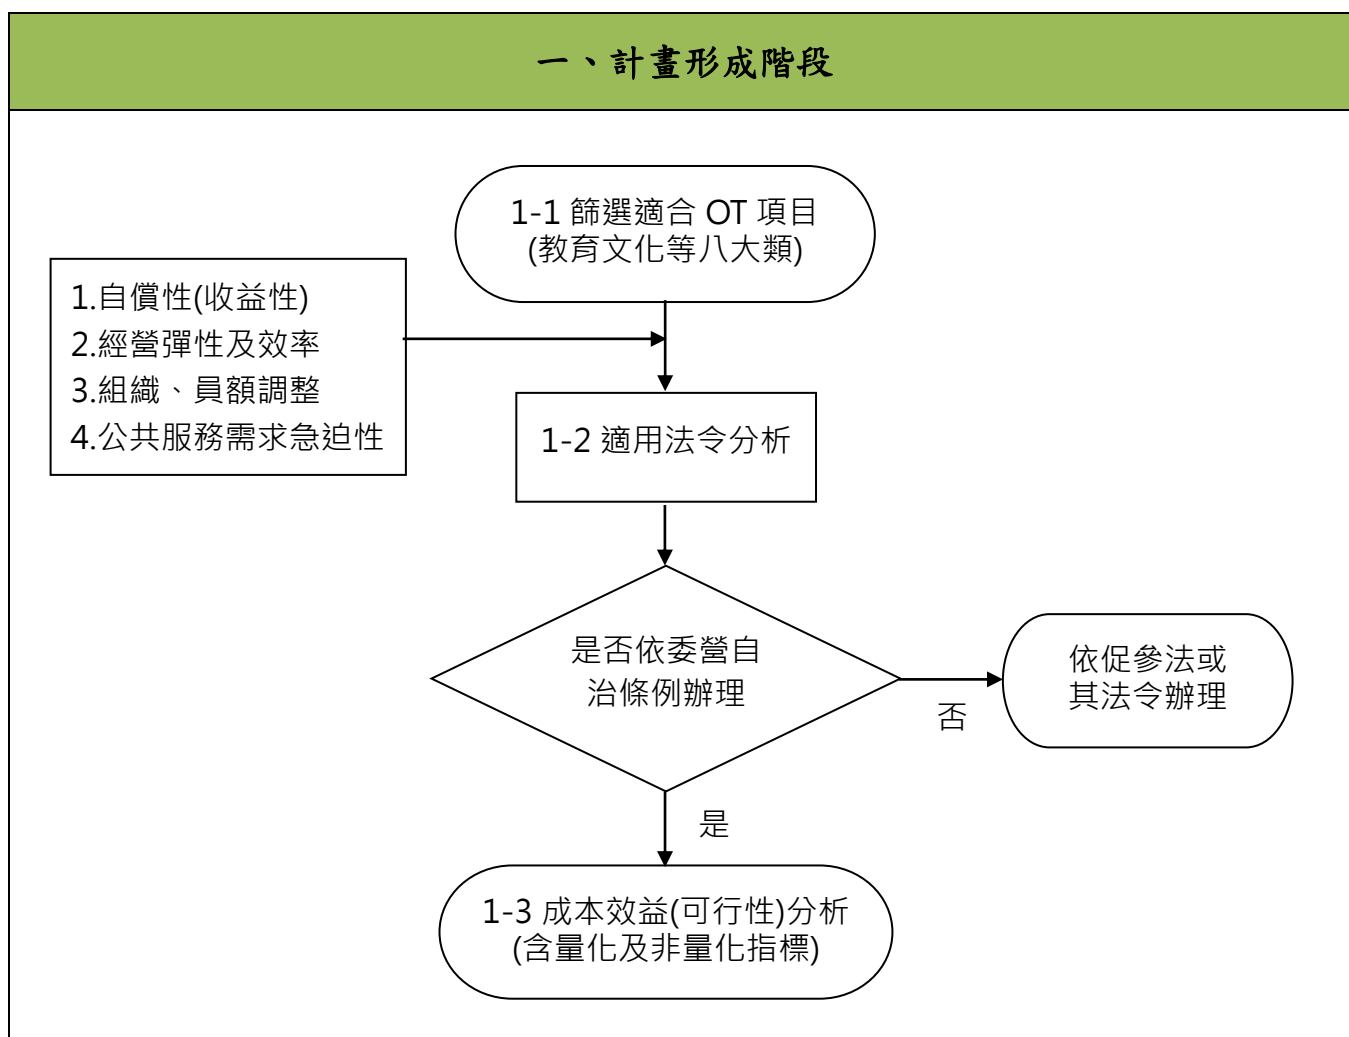 一、計畫形成階段
1-1 篩選適合 OT 項目
(教育文化等八大類)
1.自償性(收益性)
2.經營彈性及效率
3.組織、員額調整
4.公共服務需求急迫性
1-2 適用法令分析
是否依委營自
治條例辦理
否
依促參法或
其法令辦理
是
1-3 成本效益(可行性)分析
(含量化及非量化指標)